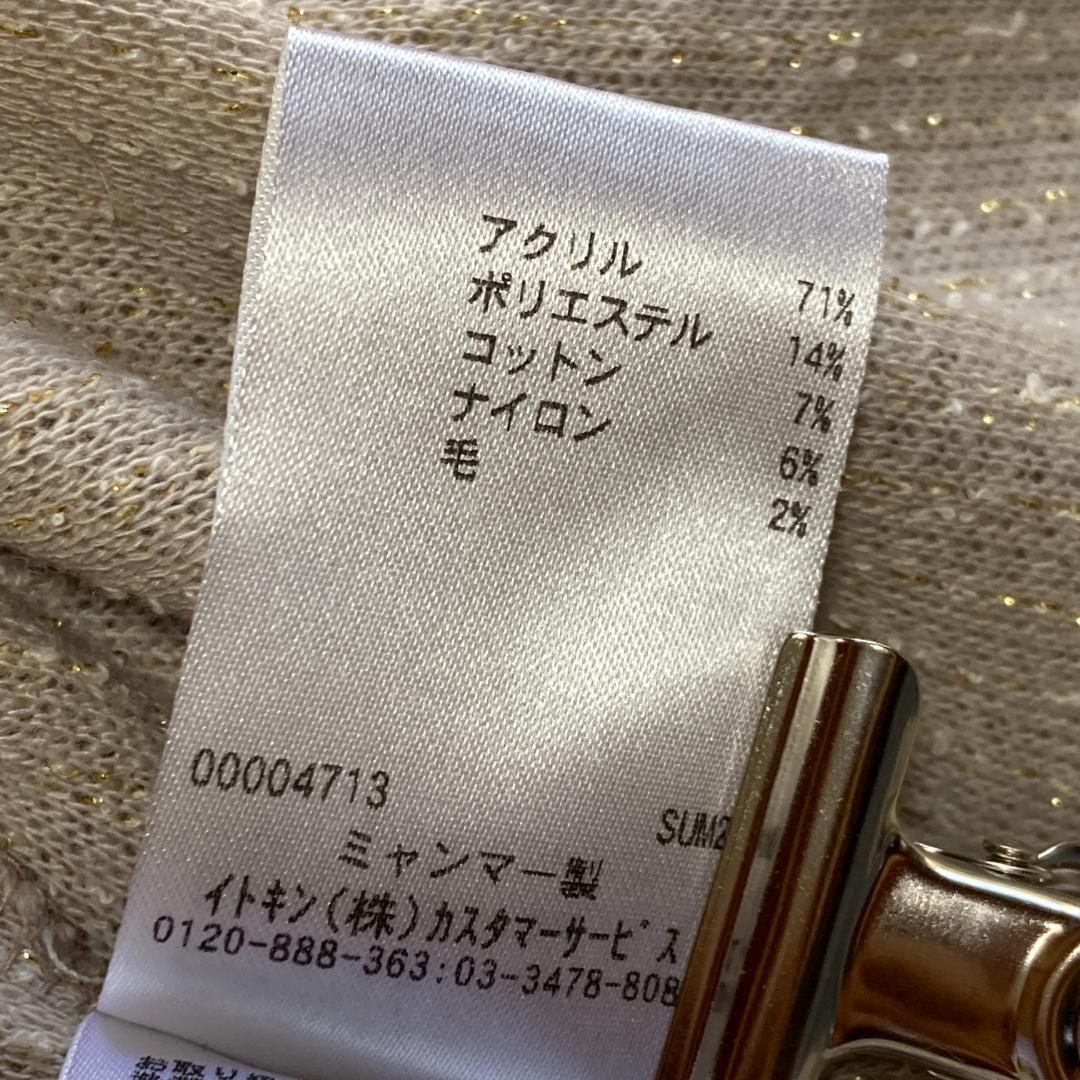 アクリル 71%
ポリエステル 14%
コットン 7%
ナイロン 6%
毛 2%
00004713
SUM2
ミャンマー製
イトキン(株)カスタマーサービス
0120-888-363:03-3478-808